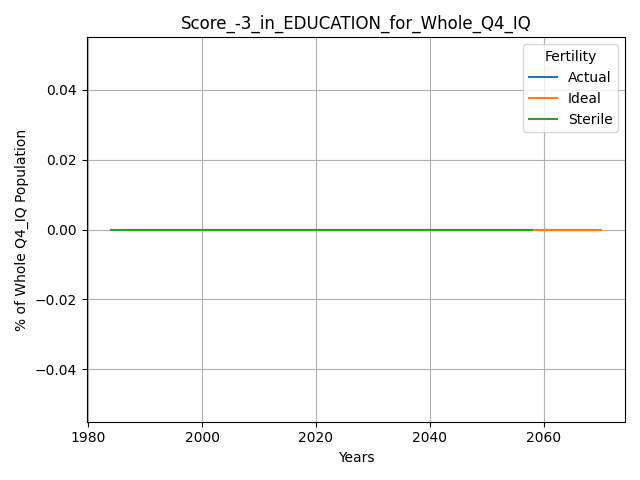 Score_-3_in_EDUCATION_for_Whole_Q4_IQ
Fertility
Actual
Ideal
Sterile
% of Whole Q4_IQ Population
0.04
0.02
0.00
−0.02
−0.04
1980 2000 2020 2040 2060
Years